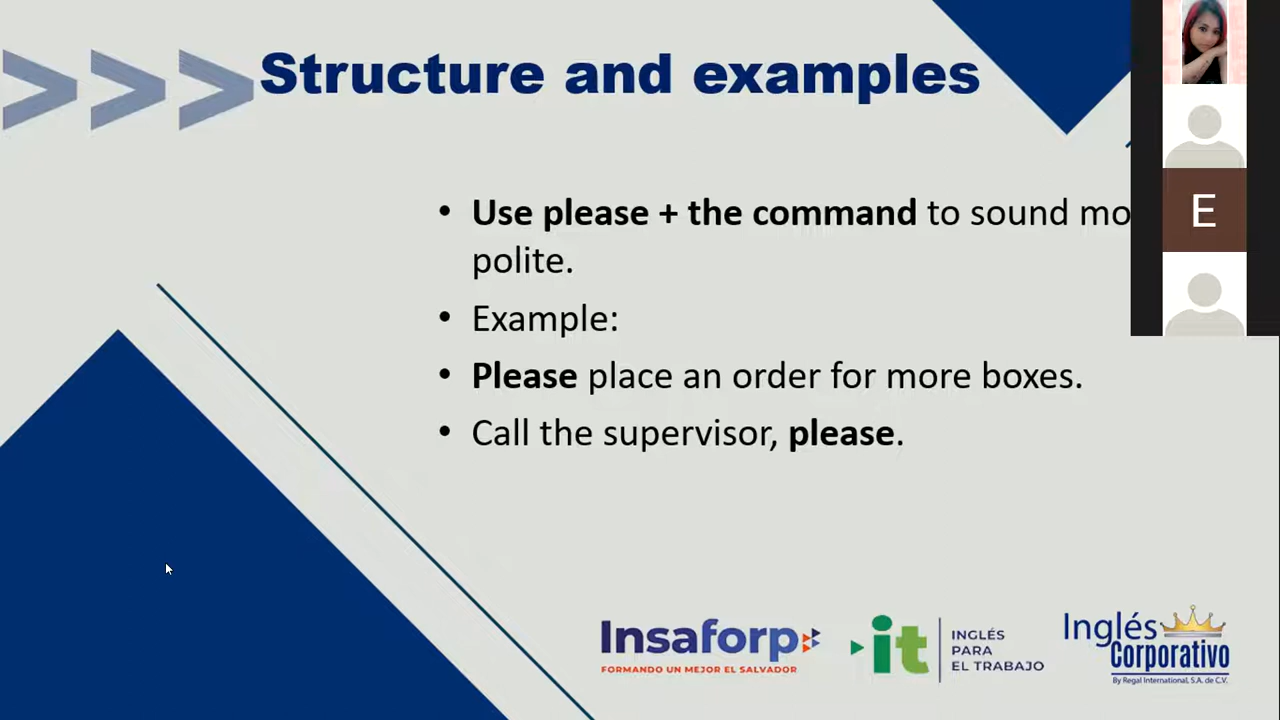 Structure and examples
• Use please + the command to sound mo
polite.
• Example:
• Please place an order for more boxes.
• Call the supervisor, please.
E
Insaforp
FORMANDO UN MEJOR EL SALVADOR
it
INGLÉS
PARA
EL TRABAJO
Inglés
Corporativo
By Regal International, S.A. de C.V.